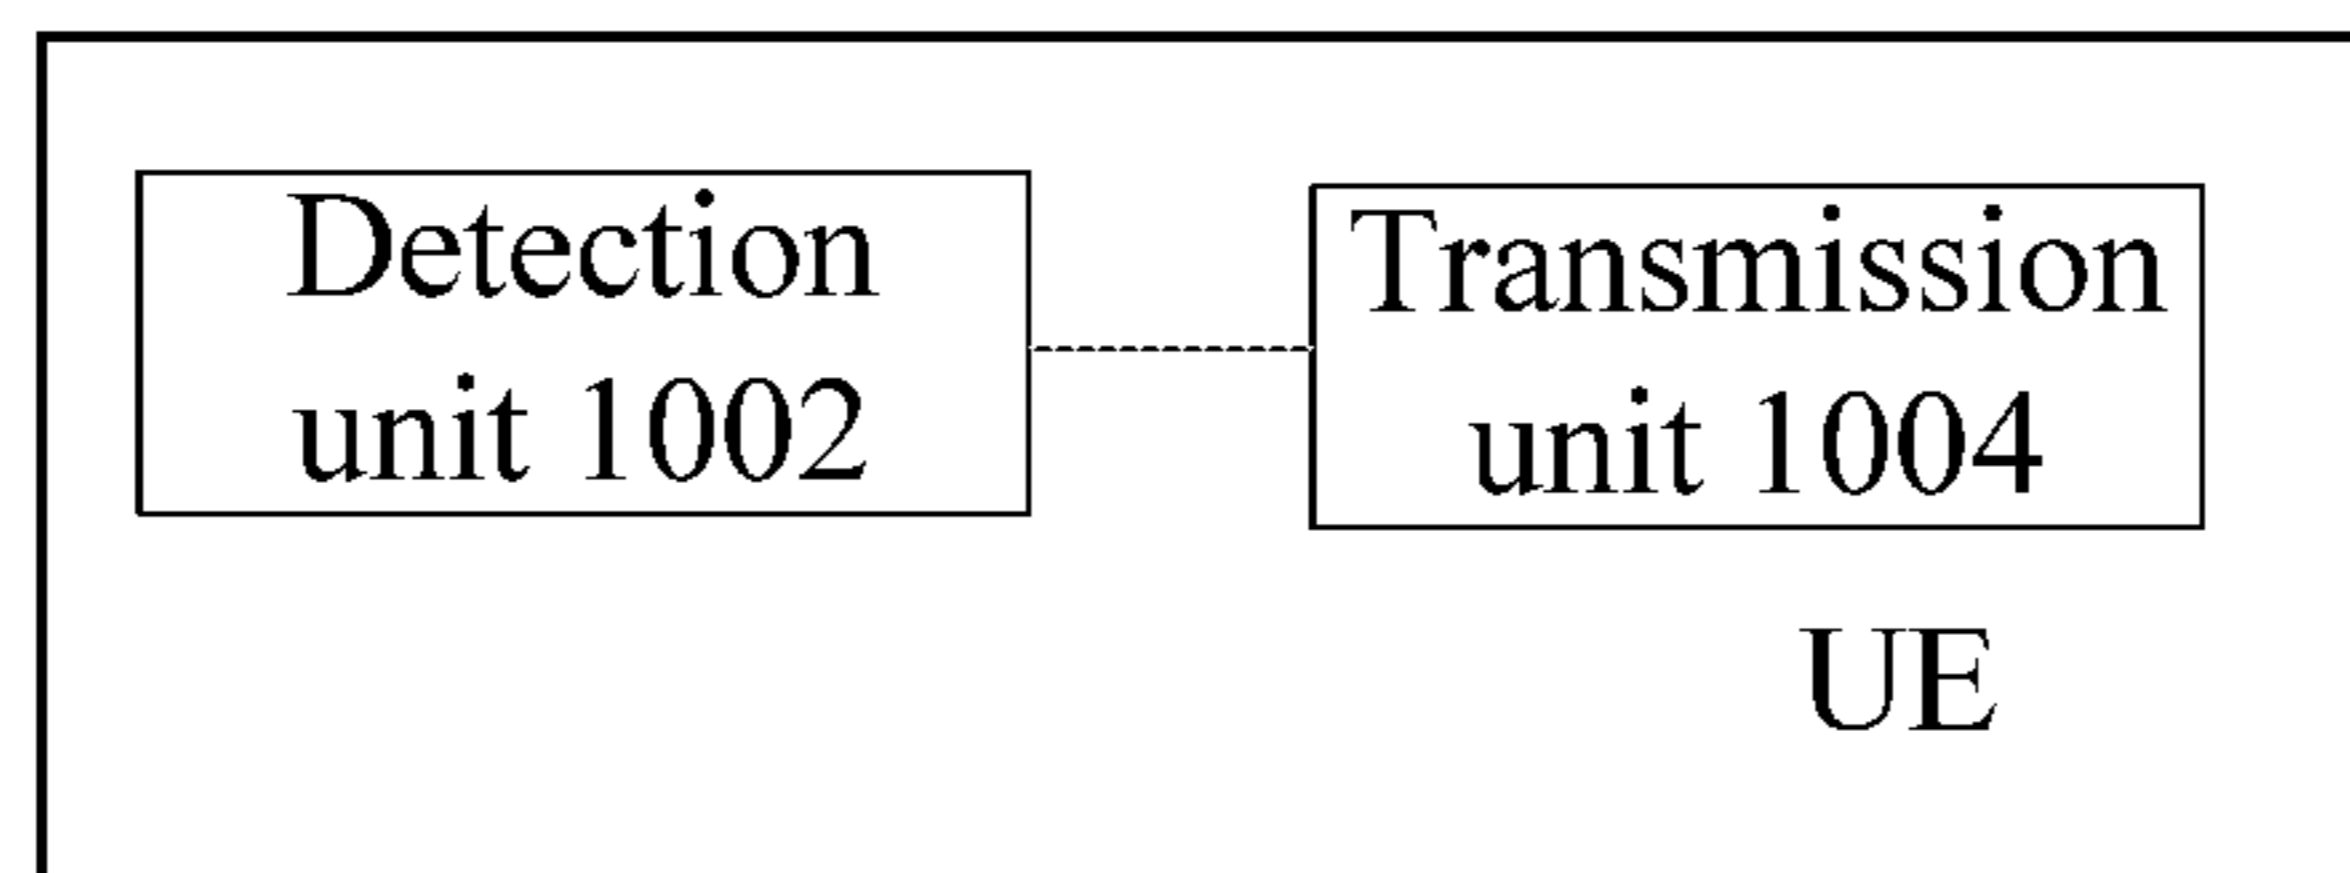 Detection
unit 1002
Transmission
unit 1004
UE